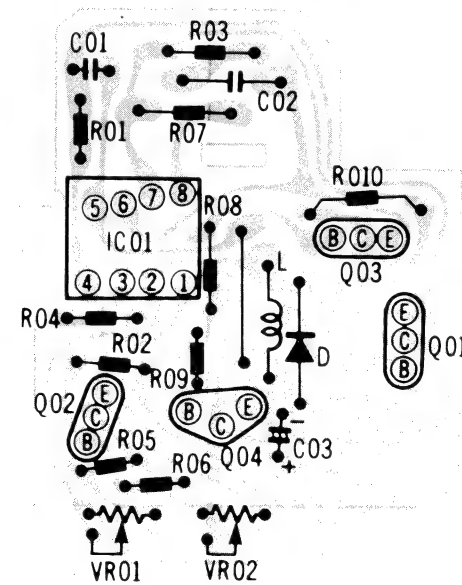 R03
C01
C02
R01
R07
R010
5 6 7 8
R08
B C E
IC01
Q03
4 3 2 1
L
E
C
B
Q01
R04
R02
D
R09
Q02
E
C
B
B C E
Q04
−
C03
+
R05
R06
VR01
VR02